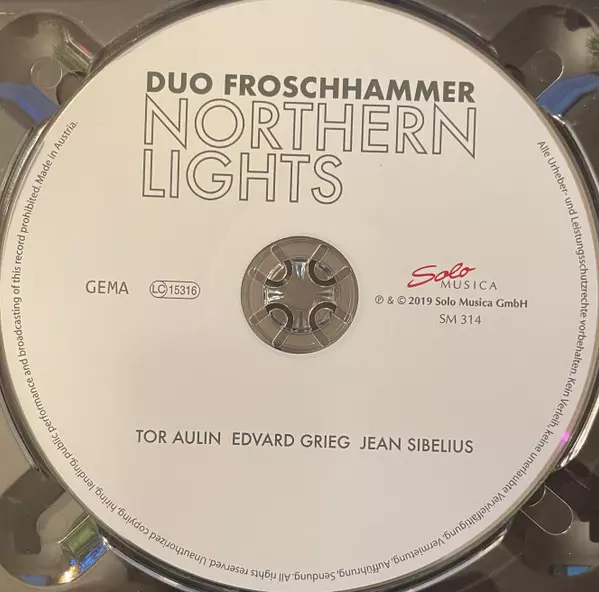 DUO FROSCHHAMMER
NORTHERN
LIGHTS
GEMA
LC 15316
Solo
MUSICA
℗ & © 2019 Solo Musica GmbH
SM 314
TOR AULIN EDVARD GRIEG JEAN SIBELIUS
Alle Urheber- und Leistungsschutzrechte vorbehalten. Kein Verleih, keine unerlaubte Vervielfältigung, Vermietung, Aufführung, Sendung. All rights reserved. Unauthorized copying, hiring, lending, public performance and broadcasting of this record prohibited. Made in Austria.